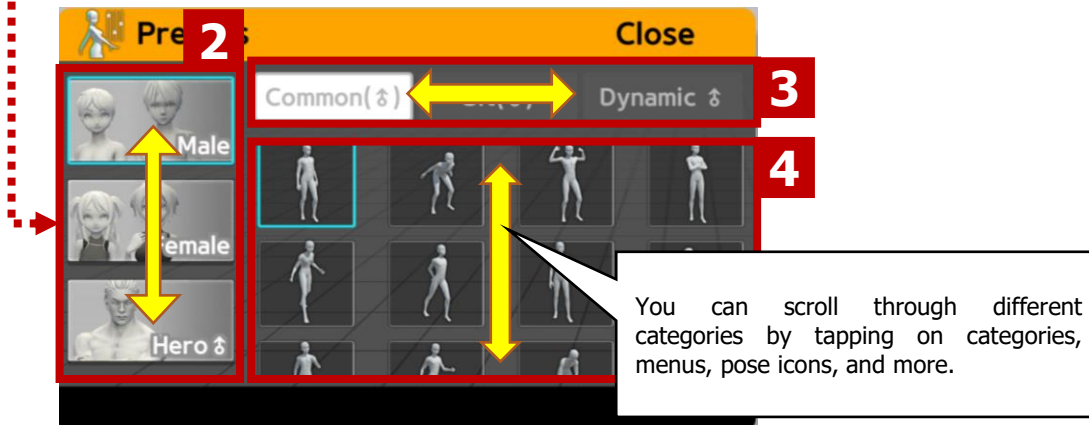 Close
2
3
Common(♂)
Dynamic ♂
Male
4
Female
Hero ♂
You can scroll through different
categories by tapping on categories,
menus, pose icons, and more.